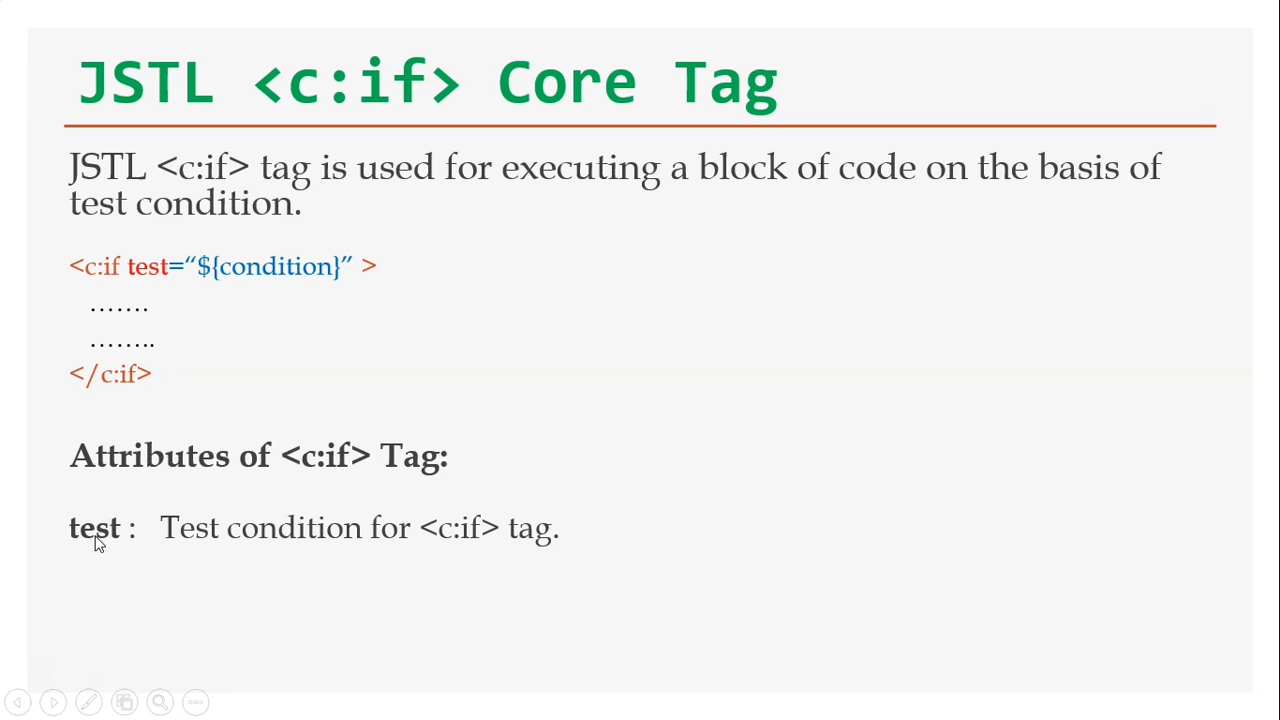 JSTL <c:if> Core Tag
JSTL <c:if> tag is used for executing a block of code on the basis of
test condition.
<c:if test=“${condition}” >
…….
……..
</c:if>
Attributes of <c:if> Tag:
test :   Test condition for <c:if> tag.